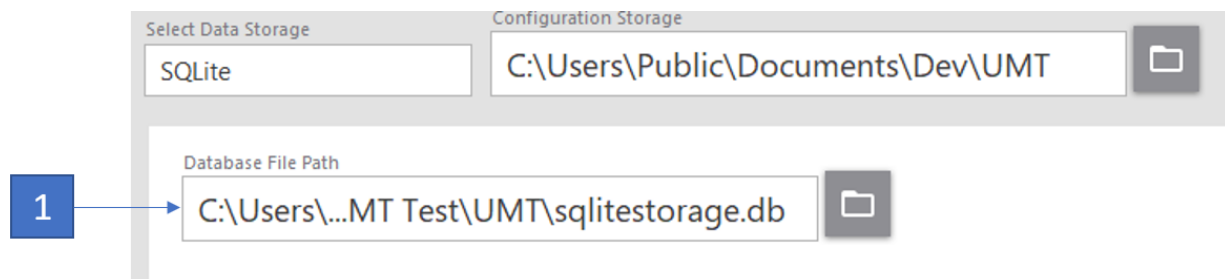 Select Data Storage
Configuration Storage
SQLite
C:\Users\Public\Documents\Dev\UMT
Database File Path
1
C:\Users\...MT Test\UMT\sqlitestorage.db